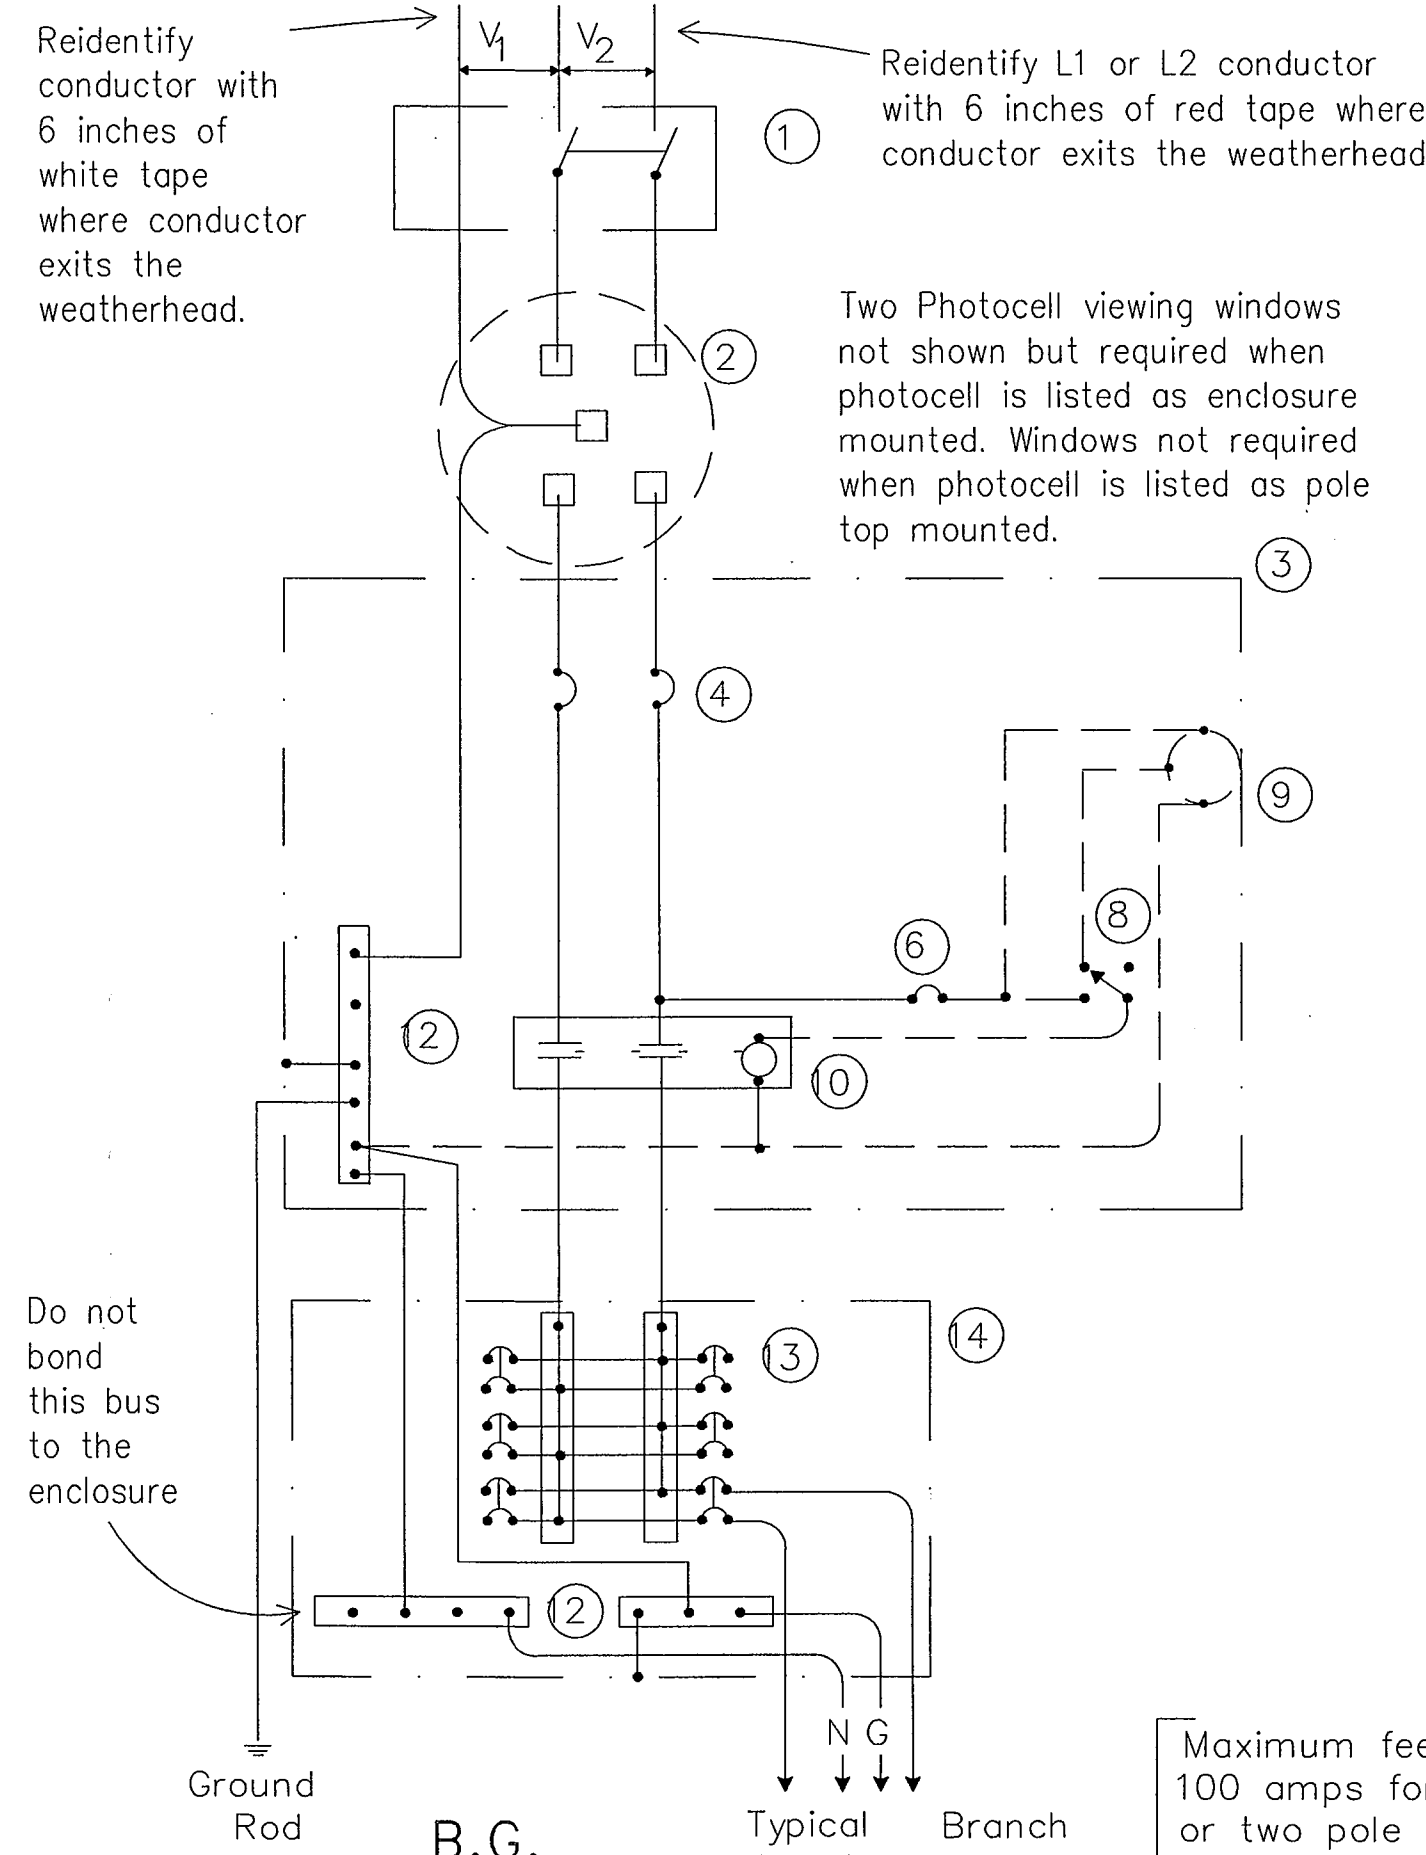 Reidentify
conductor with
6 inches of
white tape
where conductor
exits the
weatherhead.
V1
V2
Reidentify L1 or L2 conductor
with 6 inches of red tape where
conductor exits the weatherhead
1
2
Two Photocell viewing windows
not shown but required when
photocell is listed as enclosure
mounted. Windows not required
when photocell is listed as pole
top mounted.
3
4
9
8
6
12
10
Do not
bond
this bus
to the
enclosure
14
13
12
N G
Ground
Rod
B.G.
Typical Branch
Maximum
100 amps
or two pole